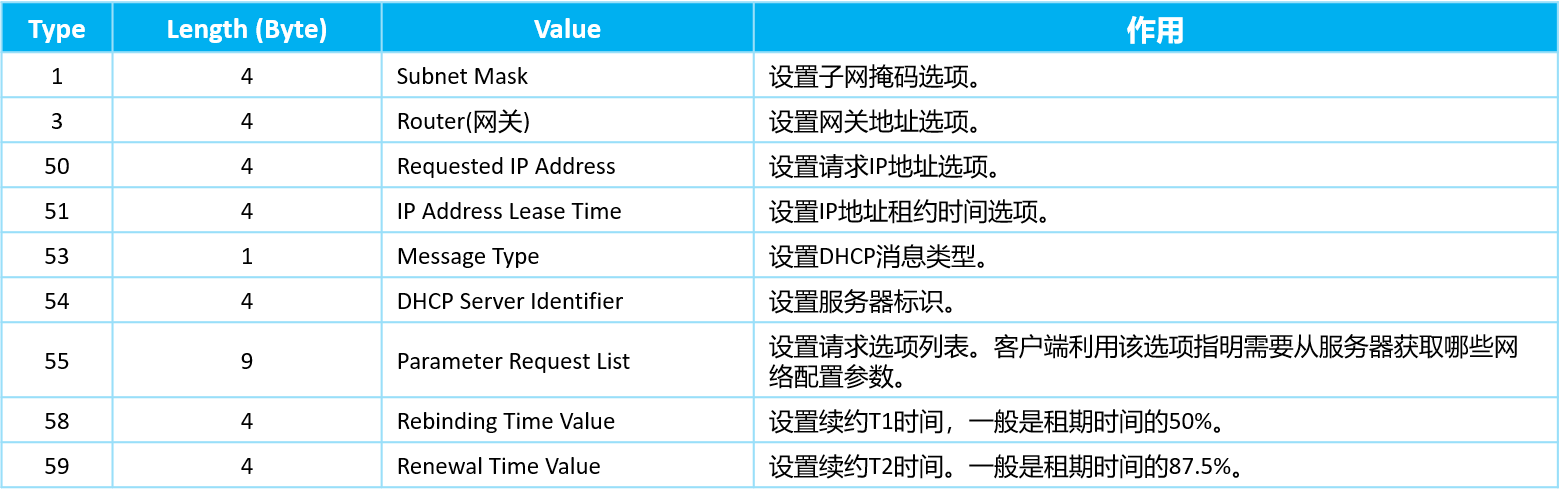 Type Length (Byte) Value 作用
1 4 Subnet Mask 设置子网掩码选项。
3 4 Router(网关) 设置网关地址选项。
50 4 Requested IP Address 设置请求IP地址选项。
51 4 IP Address Lease Time 设置IP地址租约时间选项。
53 1 Message Type 设置DHCP消息类型。
54 4 DHCP Server Identifier 设置服务器标识。
55 9 Parameter Request List 设置请求选项列表。客户端利用该选项指明需要从服务器获取哪些网
络配置参数。
58 4 Rebinding Time Value 设置续约T1时间，一般是租期时间的50%。
59 4 Renewal Time Value 设置续约T2时间。一般是租期时间的87.5%。